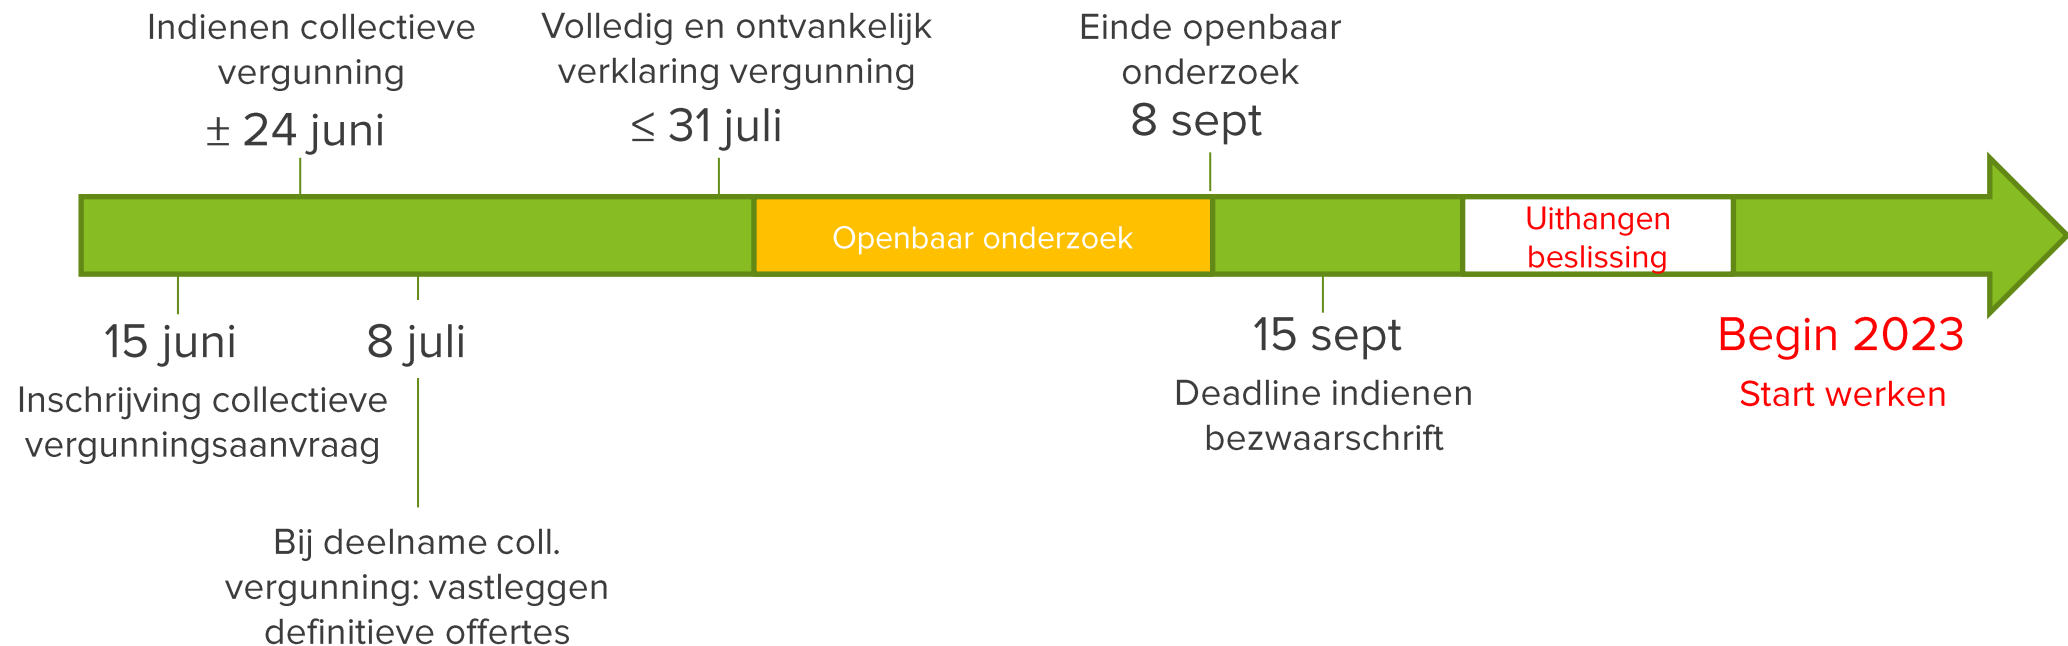 Indienen collectieve
vergunning
± 24 juni
Volledig en ontvankelijk
verklaring vergunning
≤ 31 juli
Einde openbaar
onderzoek
8 sept
Openbaar onderzoek
Uithangen
beslissing
15 juni
Inschrijving collectieve
vergunningsaanvraag
8 juli
Bij deelname coll.
vergunning: vastleggen
definitieve offertes
15 sept
Deadline indienen
bezwaarschrift
Begin 2023
Start werken